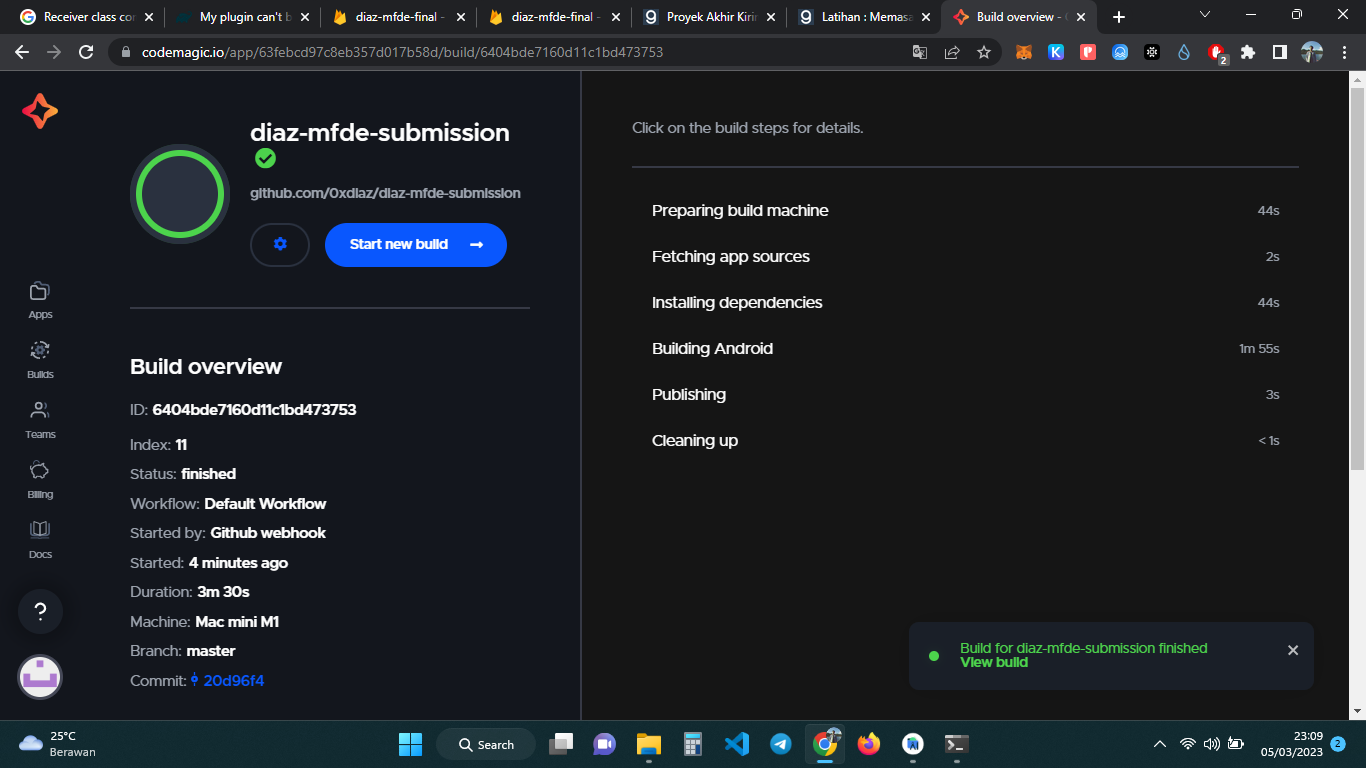 Receiver class cor
My plugin can't b
diaz-mfde-final -
diaz-mfde-final -
Proyek Akhir Kirir
Latihan : Memasa
Build overview - 
codemagic.io/app/63febcd97c8eb357d017b58d/build/6404bde7160d11c1bd473753
2
diaz-mfde-submission
github.com/0xdiaz/diaz-mfde-submission
Start new build
Apps
Builds
Teams
Billing
Docs
?
Build overview
ID: 6404bde7160d11c1bd473753
Index: 11
Status: finished
Workflow: Default Workflow
Started by: Github webhook
Started: 4 minutes ago
Duration: 3m 30s
Machine: Mac mini M1
Branch: master
Commit: 20d96f4
Click on the build steps for details.
Preparing build machine 44s
Fetching app sources 2s
Installing dependencies 44s
Building Android 1m 55s
Publishing 3s
Cleaning up < 1s
Build for diaz-mfde-submission finished
View build
25°C
Berawan
Search
23:09
05/03/2023
2